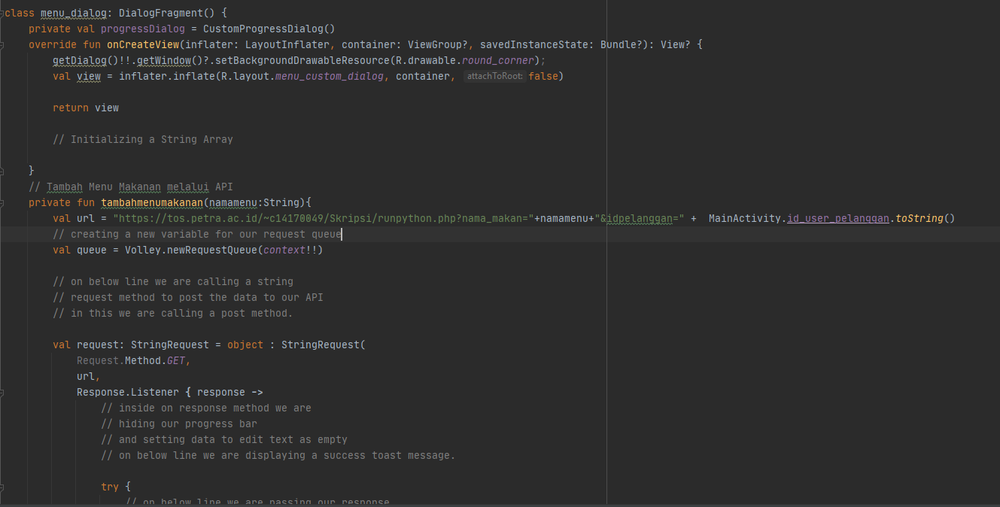 class menu_dialog: DialogFragment() {
private val progressDialog = CustomProgressDialog()
override fun onCreateView(inflater: LayoutInflater, container: ViewGroup?, savedInstanceState: Bundle?): View? {
getDialog()!!.getWindow()?.setBackgroundDrawableResource(R.drawable.round_corner);
val view = inflater.inflate(R.layout.menu_custom_dialog, container, attachToRoot: false)
return view
// Initializing a String Array
}
// Tambah Menu Makanan melalui API
private fun tambahmenumakanan(namamenu:String){
val url = "https://tos.petra.ac.id/~c14170049/Skripsi/runpython.php?nama_makan="+namamenu+"&idpelanggan=" +  MainActivity.id_user_pelanggan.toString()
// creating a new variable for our request queue
val queue = Volley.newRequestQueue(context!!)
// on below line we are calling a string
// request method to post the data to our API
// in this we are calling a post method.
val request: StringRequest = object : StringRequest(
Request.Method.GET,
url,
Response.Listener { response ->
// inside on response method we are
// hiding our progress bar
// and setting data to edit text as empty
// on below line we are displaying a success toast message.
try {
// on below line we are passing our response